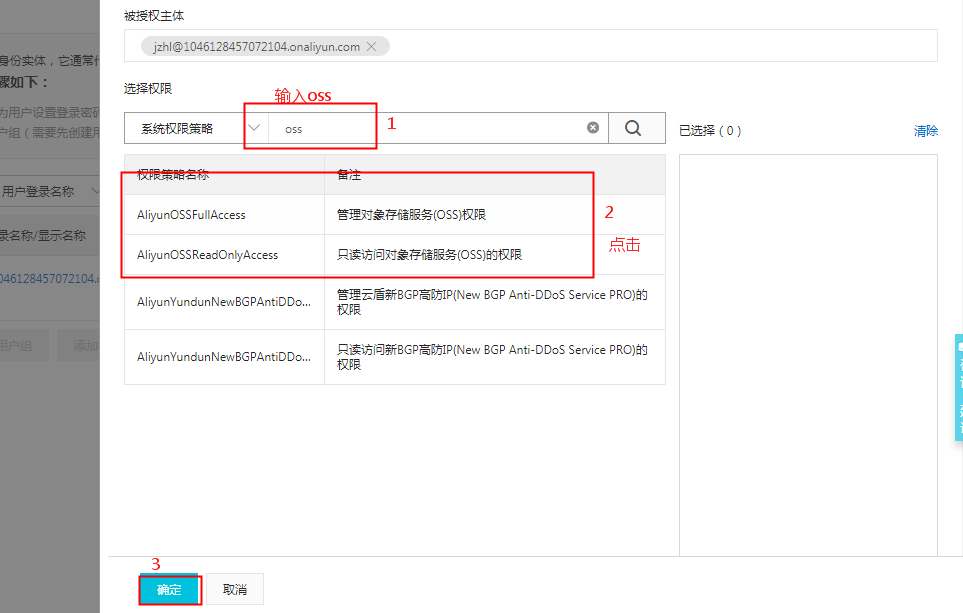 被授权主体
jzhl@1046128457072104.onaliyun.com
身份实体，它通常
骤如下：
选择权限
输入OSS
为用户设置登录密码
户组（需要先创建用
系统权限策略
oss
1
已选择（0）
清除
权限策略名称
备注
用户登录名称
AliyunOSSFullAccess
管理对象存储服务(OSS)权限
2
录名称/显示名称
点击
AliyunOSSReadOnlyAccess
只读访问对象存储服务(OSS)的权限
046128457072104.
AliyunYundunNewBGPAntiDDo...
管理云盾新BGP高防IP(New BGP Anti-DDoS Service PRO)的
权限
用户组
添加
AliyunYundunNewBGPAntiDDo...
只读访问新BGP高防IP(New BGP Anti-DDoS Service PRO)的
权限
3
确定
取消